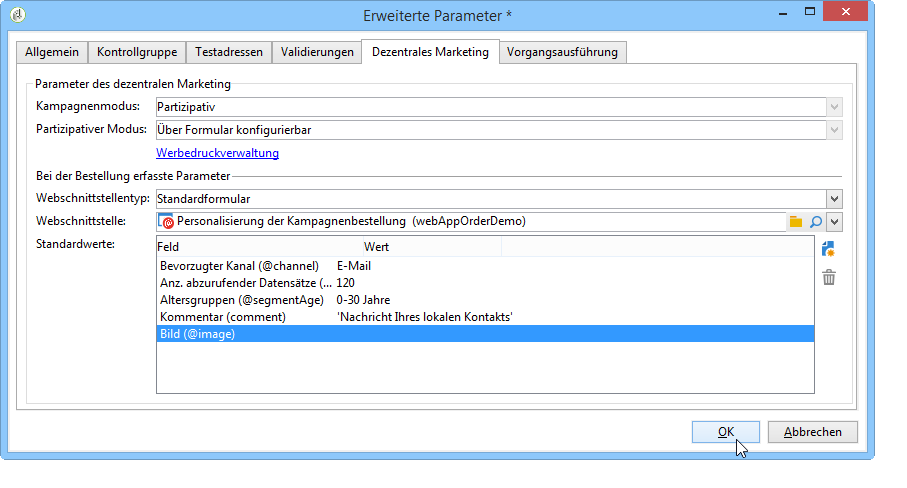 Erweiterte Parameter *
Allgemein Kontrollgruppe Testadressen Validierungen Dezentrales Marketing Vorgangsausführung
Parameter des dezentralen Marketing
Kampagnenmodus: Partizipativ
Partizipativer Modus: Über Formular konfigurierbar
Werbedruckverwaltung
Bei der Bestellung erfasste Parameter
Webschnittstellentyp: Standardformular
Webschnittstelle: Personalisierung der Kampagnenbestellung (webAppOrderDemo)
Standardwerte: Feld Wert
Bevorzugter Kanal (@channel) E-Mail
Anz. abzurufender Datensätze (... 120
Altersgruppen (@segmentAge) 0-30 Jahre
Kommentar (comment) 'Nachricht Ihres lokalen Kontakts'
Bild (@image)
OK Abbrechen